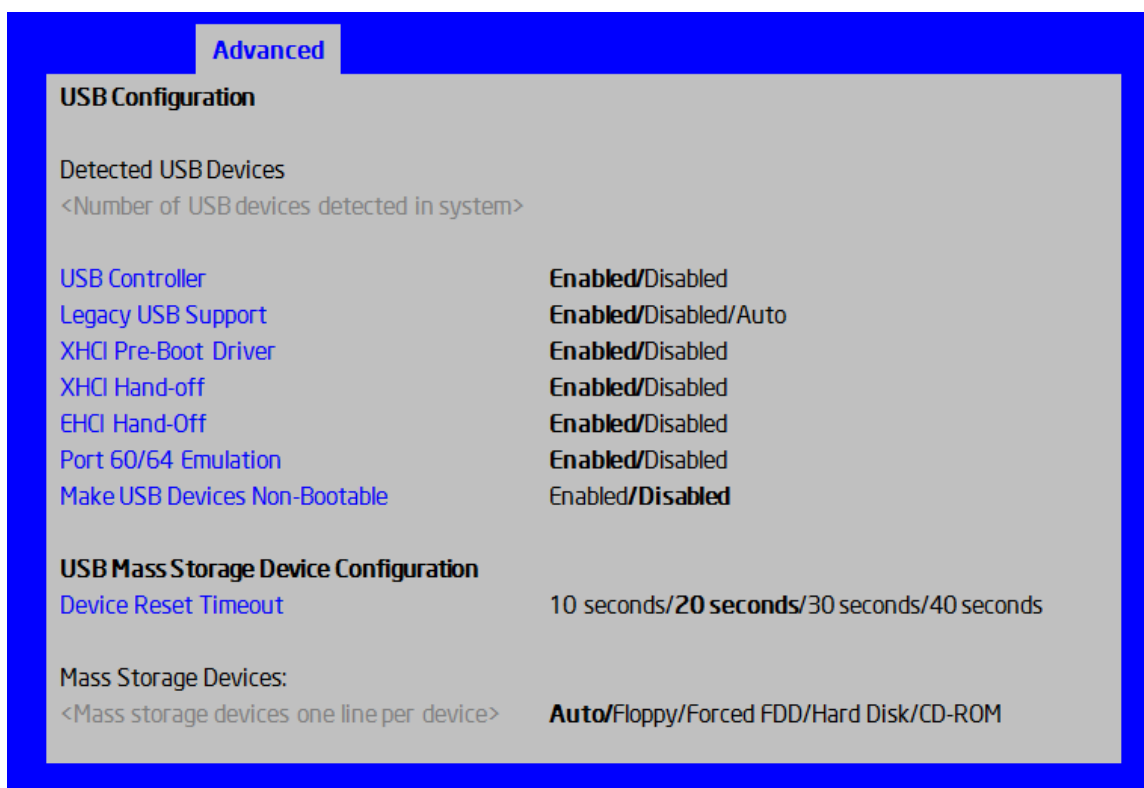 Advanced
USB Configuration
Detected USB Devices
<Number of USB devices detected in system>
USB Controller Enabled/Disabled
Legacy USB Support Enabled/Disabled/Auto
XHCI Pre-Boot Driver Enabled/Disabled
XHCI Hand-off Enabled/Disabled
EHCI Hand-Off Enabled/Disabled
Port 60/64 Emulation Enabled/Disabled
Make USB Devices Non-Bootable Enabled/Disabled
USB Mass Storage Device Configuration
Device Reset Timeout 10 seconds/20 seconds/30 seconds/40 seconds
Mass Storage Devices:
<Mass storage devices one line per device> Auto/Floppy/Forced FDD/Hard Disk/CD-ROM